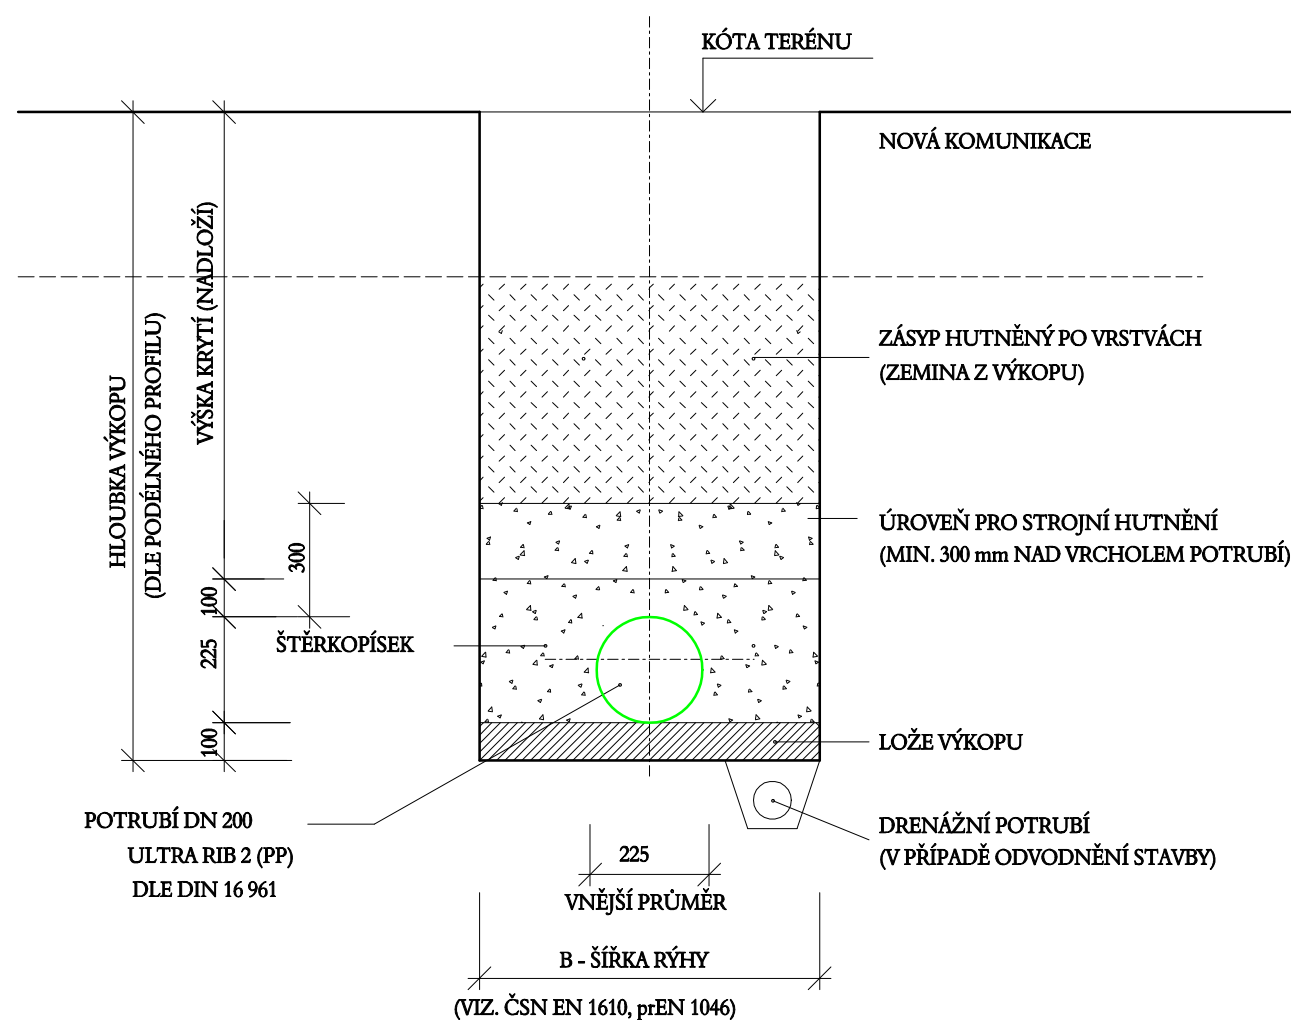 KÓTA TERÉNU
NOVÁ KOMUNIKACE
VÝŠKA KRYTÍ (NADLOŽÍ)
HLOUBKA VÝKOPU
(DLE PODÉLNÉHO PROFILU)
ZÁSYP HUTNĚNÝ PO VRSTVÁCH
(ZEMINA Z VÝKOPU)
ÚROVEŇ PRO STROJNÍ HUTNĚNÍ
(MIN. 300 mm NAD VRCHOLEM POTRUBÍ)
300
100
225
100
ŠTĚRKOPÍSEK
LOŽE VÝKOPU
POTRUBÍ DN 200
ULTRA RIB 2 (PP)
DLE DIN 16 961
DRENÁŽNÍ POTRUBÍ
(V PŘÍPADĚ ODVODNĚNÍ STAVBY)
225
VNĚJŠÍ PRŮMĚR
B - ŠÍŘKA RÝHY
(VIZ. ČSN EN 1610, prEN 1046)